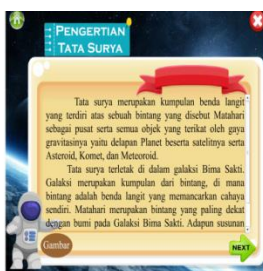 PENGERTIAN
TATA SURYA
Tata surya merupakan kumpulan benda langit
yang terdiri atas sebuah bintang yang disebut Matahari
sebagai pusat serta semua objek yang terikat oleh gaya
gravitasinya yaitu delapan Planet beserta satelitnya serta
Asteroid, Komet, dan Meteoroid.
Tata surya terletak di dalam galaksi Bima Sakti.
Galaksi merupakan kumpulan dari bintang, di mana
bintang adalah benda langit yang memancarkan cahaya
sendiri. Matahari merupakan bintang yang paling dekat
dengan bumi pada Galaksi Bima Sakti. Adapun susunan
Gambar
NEXT